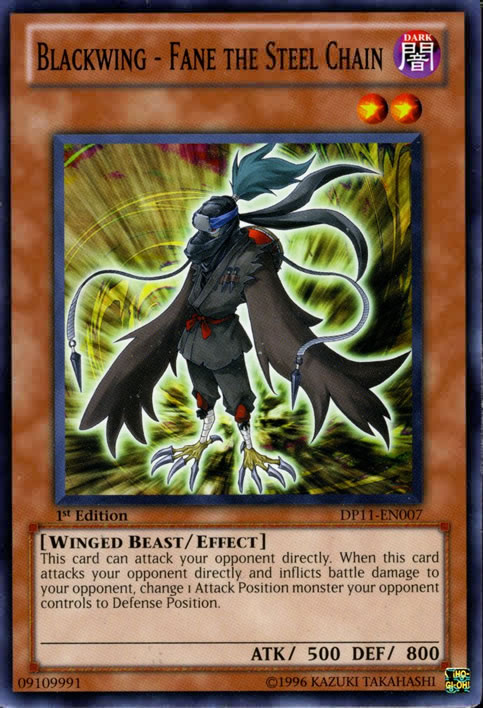 BLACKWING - FANE THE STEEL CHAIN
DARK
闇
1st Edition
DP11-EN007
[WINGED BEAST/EFFECT]
This card can attack your opponent directly. When this card
attacks your opponent directly and inflicts battle damage to
your opponent, change 1 Attack Position monster your opponent
controls to Defense Position.
ATK/ 500 DEF/ 800
09109991
©1996 KAZUKI TAKAHASHI